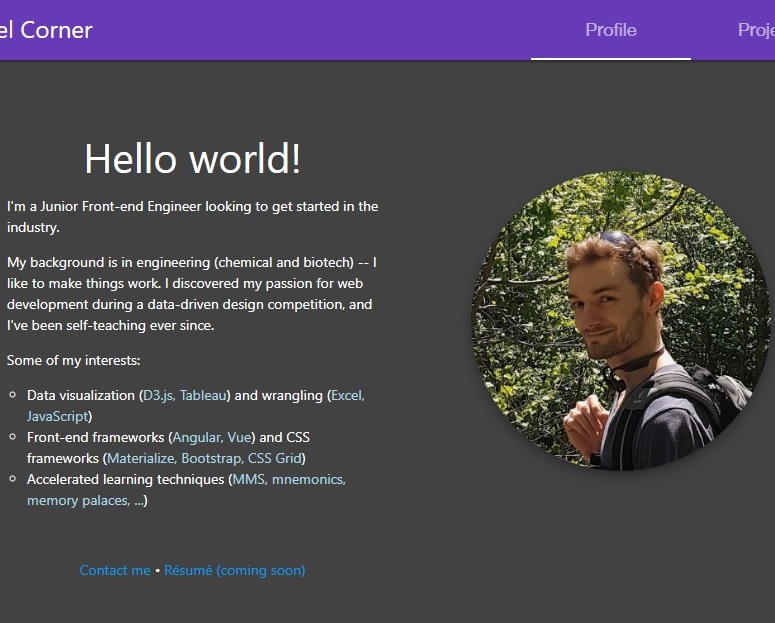 el Corner
Profile
Proje
Hello world!
I'm a Junior Front-end Engineer looking to get started in the
industry.
My background is in engineering (chemical and biotech) -- I
like to make things work. I discovered my passion for web
development during a data-driven design competition, and
I've been self-teaching ever since.
Some of my interests:
Data visualization (D3.js, Tableau) and wrangling (Excel,
JavaScript)
Front-end frameworks (Angular, Vue) and CSS
frameworks (Materialize, Bootstrap, CSS Grid)
Accelerated learning techniques (MMS, mnemonics,
memory palaces, ...)
Contact me • Résumé (coming soon)